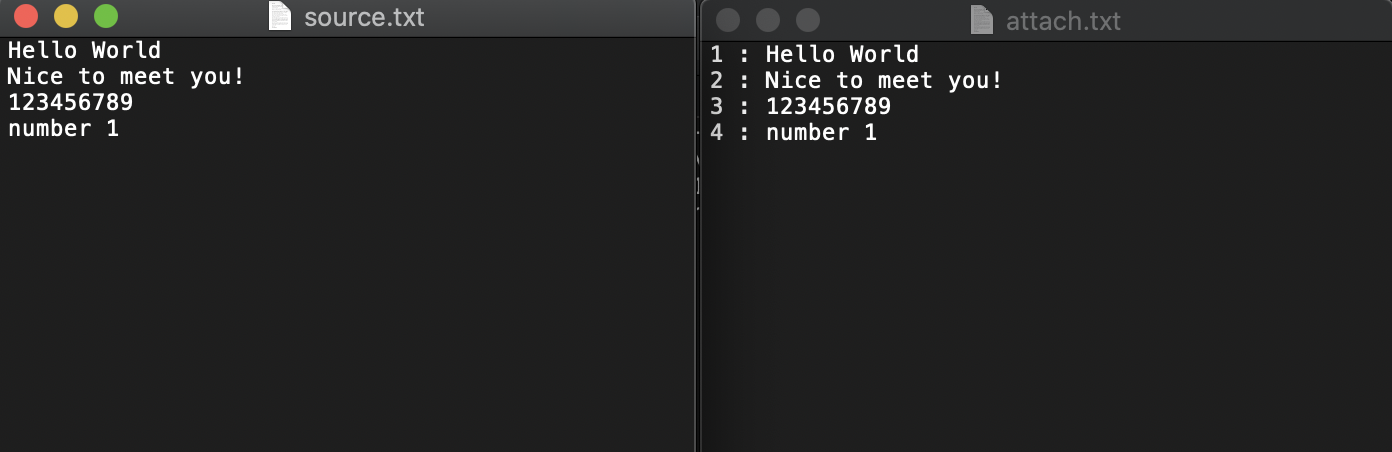 source.txt
Hello World
Nice to meet you!
123456789
number 1
attach.txt
1 : Hello World
2 : Nice to meet you!
3 : 123456789
4 : number 1